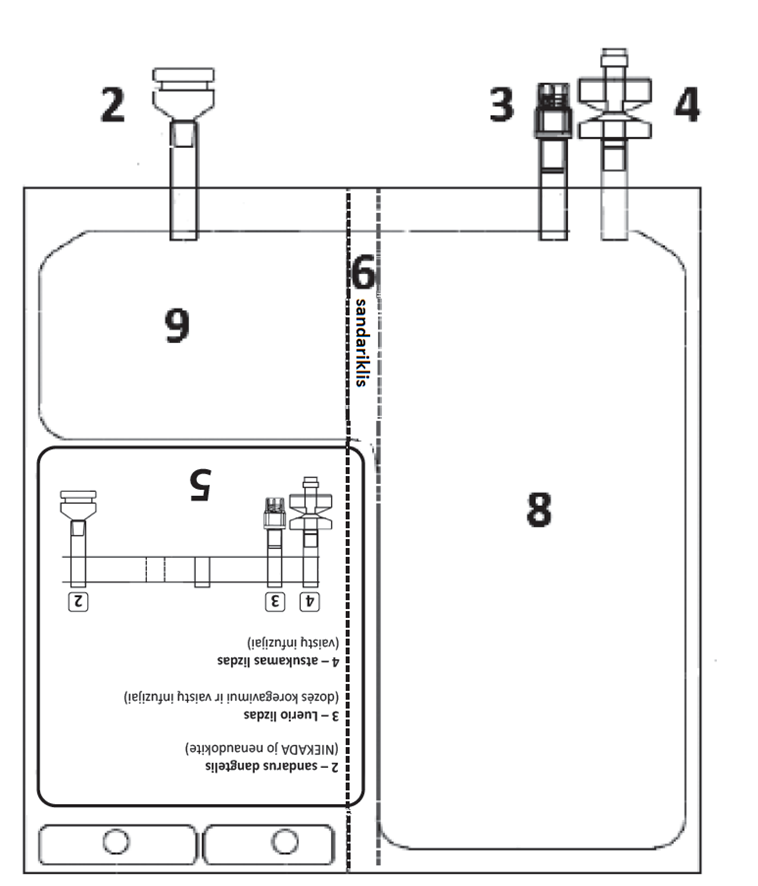 2
3
4
6
sandariklis
9
8
2 – sandarus dangtelis
(NIEKADA jo nenaudokite)
3 – Luerio lizdas
(dozės koregavimui ir vaistų infuzijai)
4 – atsukamas lizdas
(vaistų infuzijai)
4 3 2
5